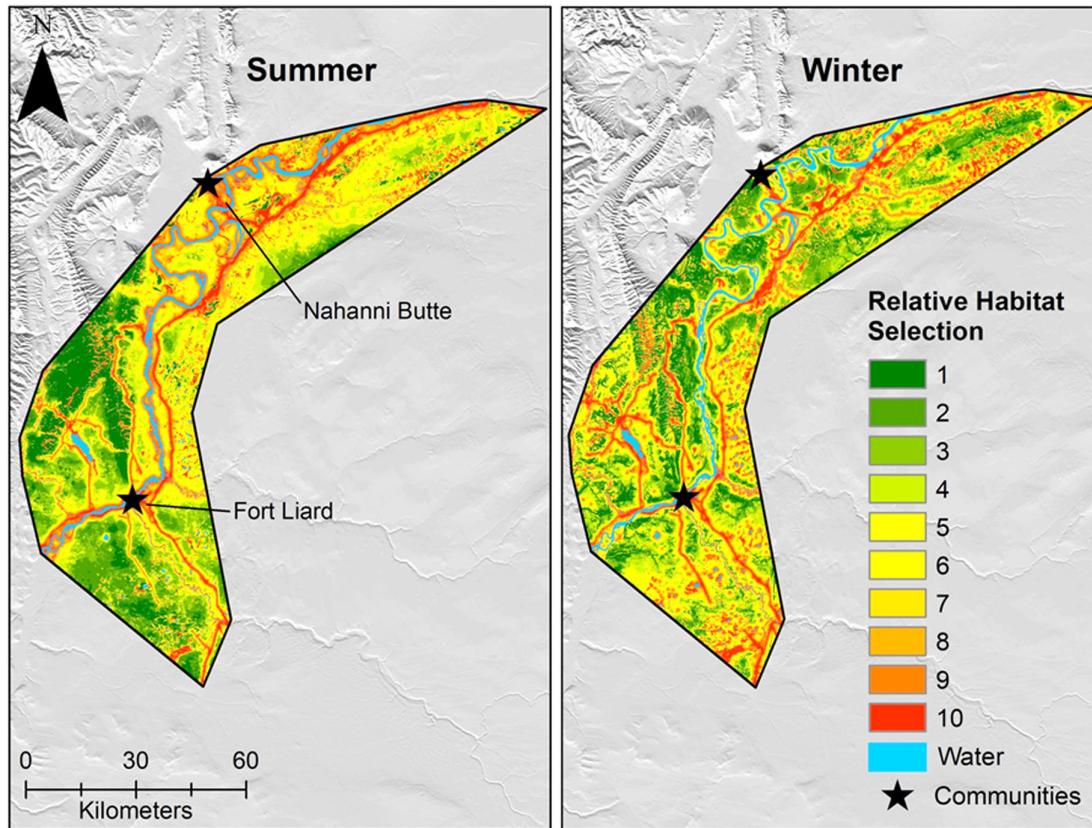 N
Summer
Nahanni Butte
Fort Liard
0 30 60
Kilometers
Winter
Relative Habitat
Selection
1
2
3
4
5
6
7
8
9
10
Water
Communities